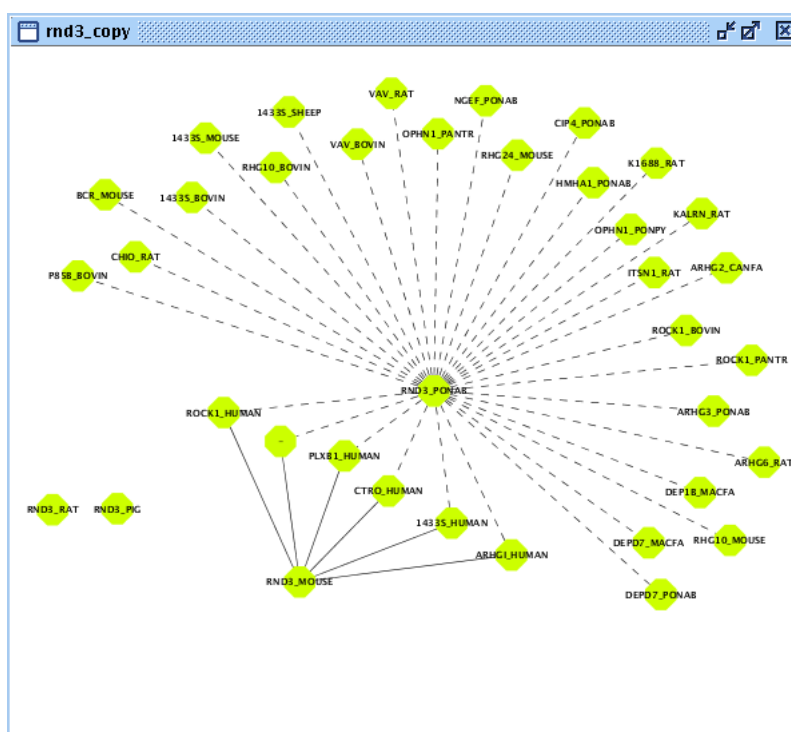 rnd3_copy
VAV_RAT
NGEF_PONAB
1433S_SHEEP
CIP4_PONAB
OPHN1_PANTR
1433S_MOUSE
VAV_BOVIN
RHG24_MOUSE
K1688_RAT
RHG10_BOVIN
HMHA1_PONAB
BCR_MOUSE
1433S_BOVIN
KALRN_RAT
OPHN1_PONPY
CHIO_RAT
ARHG2_CANFA
P85B_BOVIN
ITSN1_RAT
ROCK1_BOVIN
ROCK1_PANTR
RND3_PONAB
ROCK1_HUMAN
ARHG3_PONAB
-
PLXB1_HUMAN
ARHG6_RAT
CTRO_HUMAN
DEP1B_MACFA
RND3_RAT
RND3_PIG
1433S_HUMAN
RHG10_MOUSE
DEPD7_MACFA
ARHGI_HUMAN
RND3_MOUSE
DEPD7_PONAB